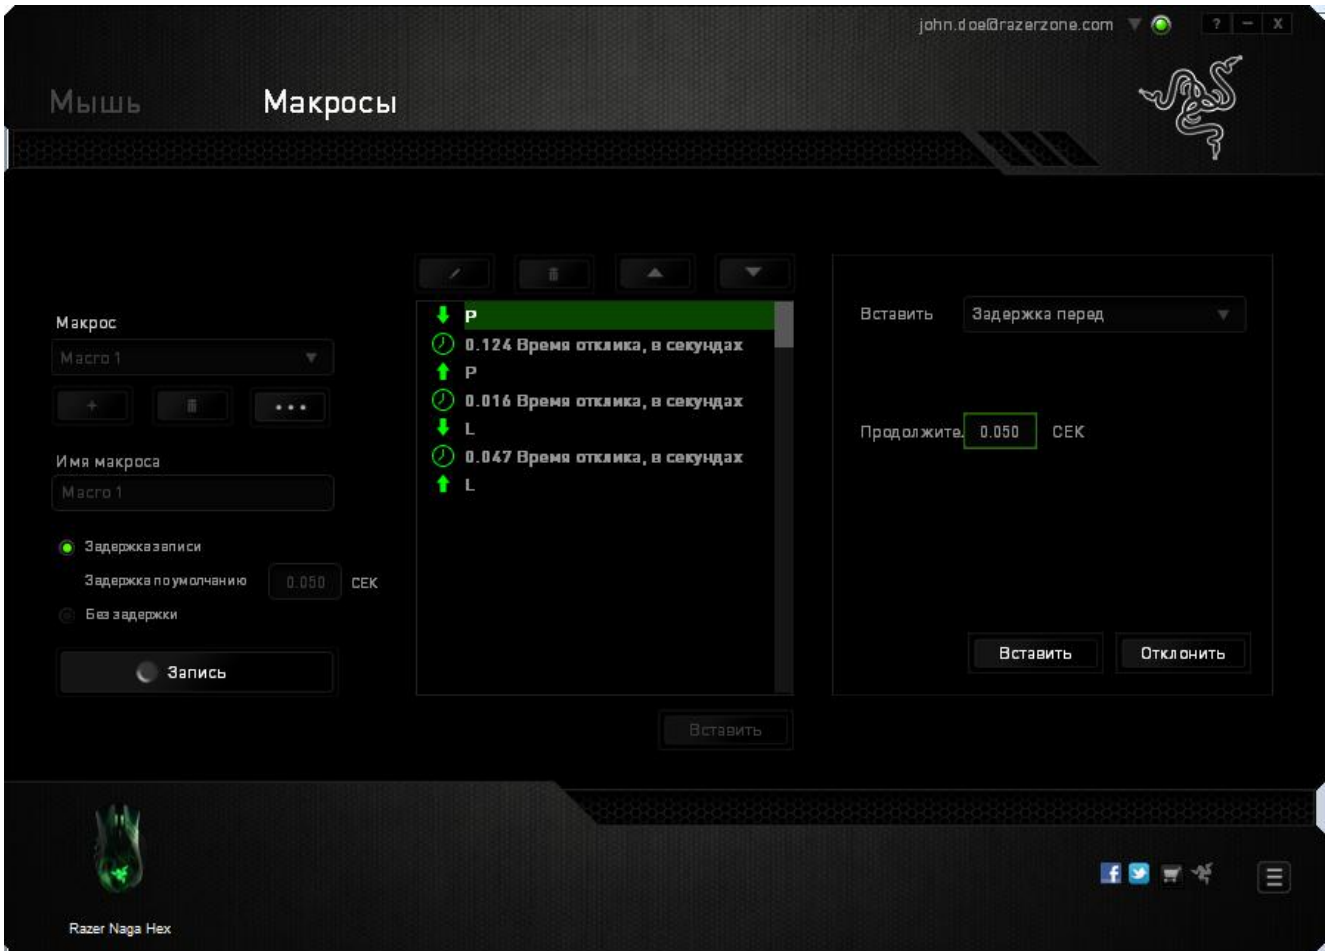 john.doe@razerzone.com
? – X
Мышь
Макросы
Макрос
Macro 1
Имя макроса
Macro 1
Задержка записи
Задержка по умолчанию 0.050 СЕК
Без задержки
Запись
P
0.124 Время отклика, в секундах
P
0.016 Время отклика, в секундах
L
0.047 Время отклика, в секундах
L
Вставить
Вставить Задержка перед
Продолжите. 0.050 СЕК
Вставить Отклонить
Razer Naga Hex